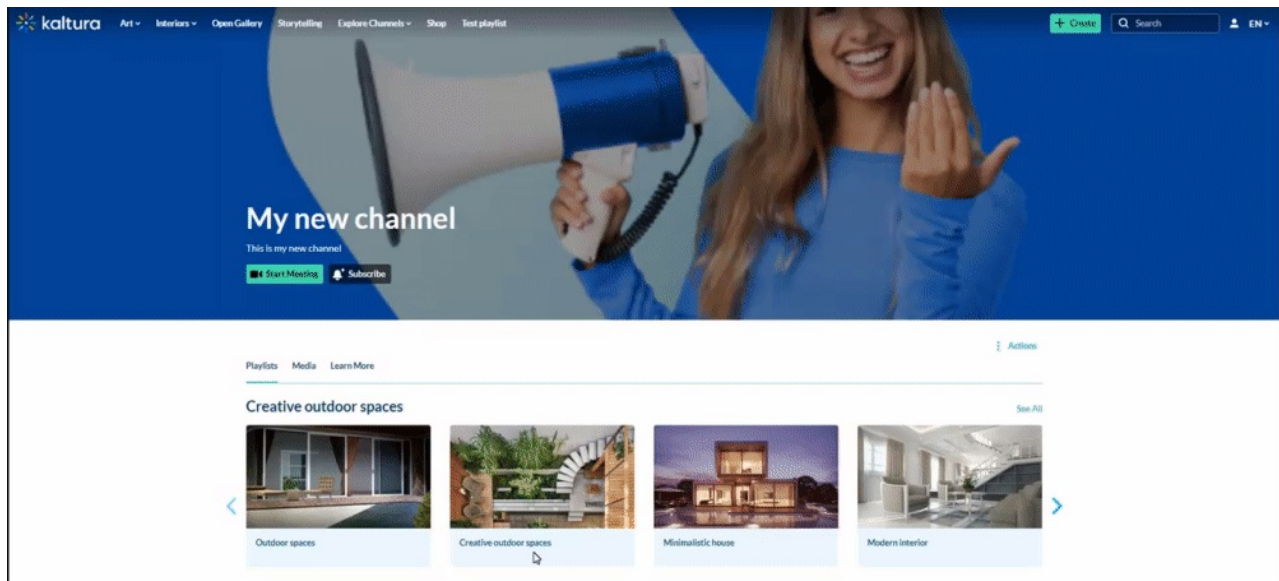 kaltura Art Interiors Open Gallery Storytelling Explore Channels Shop Test playlist + Create Search EN
My new channel
This is my new channel
Start Meeting Subscribe
Actions
Playlists Media Learn More
Creative outdoor spaces See All
Outdoor spaces Creative outdoor spaces Minimalistic house Modern interior